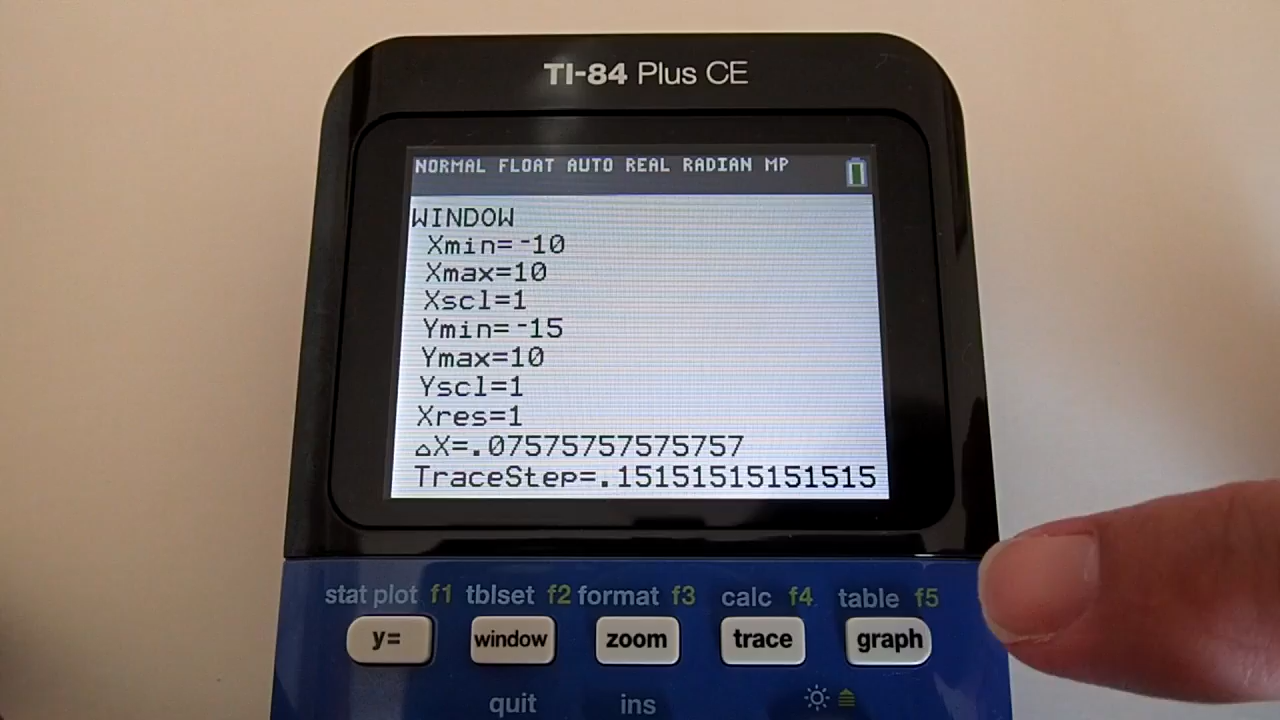 TI-84 Plus CE
NORMAL FLOAT AUTO REAL RADIAN MP
WINDOW
Xmin=-10
Xmax=10
Xscl=1
Ymin=-15
Ymax=10
Yscl=1
Xres=1
△X=.07575757575757
TraceStep=.15151515151515
stat plot f1 tblset f2 format f3 calc f4 table f5
y= window zoom trace graph
quit ins